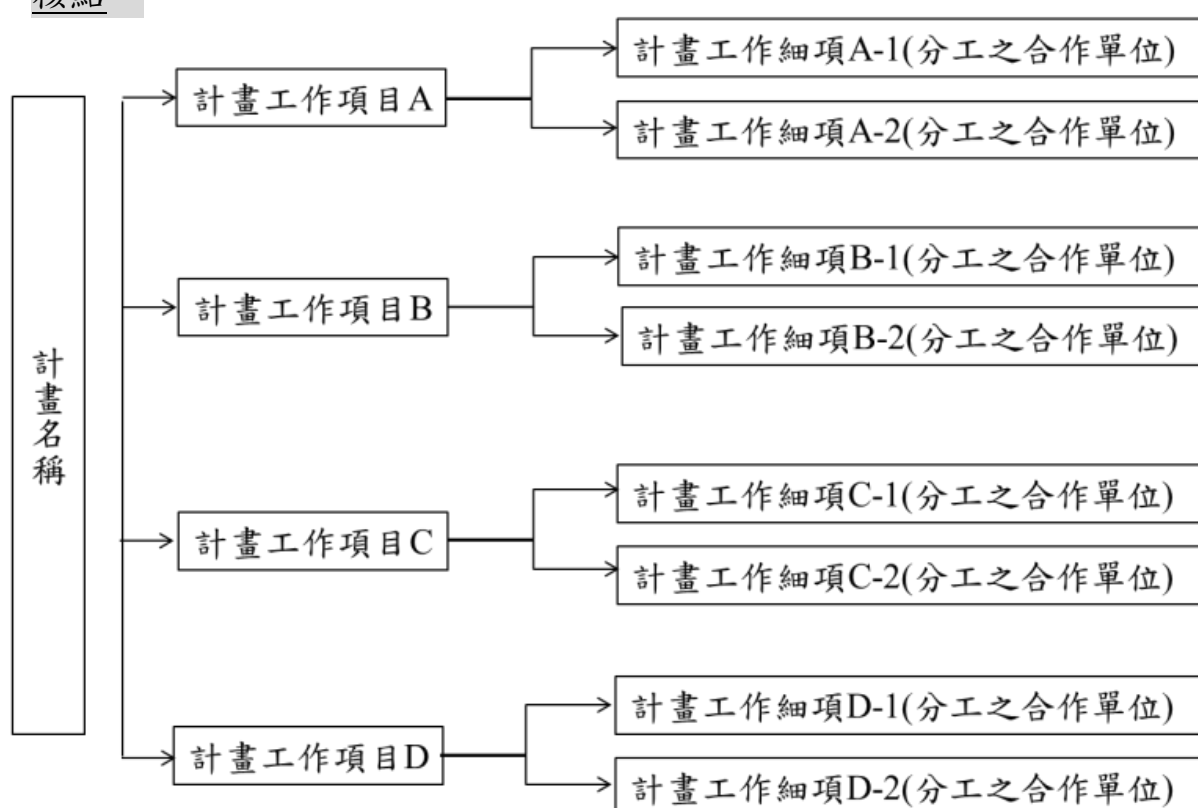 核點
計畫名稱
計畫工作項目A
計畫工作細項A-1(分工之合作單位)
計畫工作細項A-2(分工之合作單位)
計畫工作項目B
計畫工作細項B-1(分工之合作單位)
計畫工作細項B-2(分工之合作單位)
計畫工作項目C
計畫工作細項C-1(分工之合作單位)
計畫工作細項C-2(分工之合作單位)
計畫工作項目D
計畫工作細項D-1(分工之合作單位)
計畫工作細項D-2(分工之合作單位)